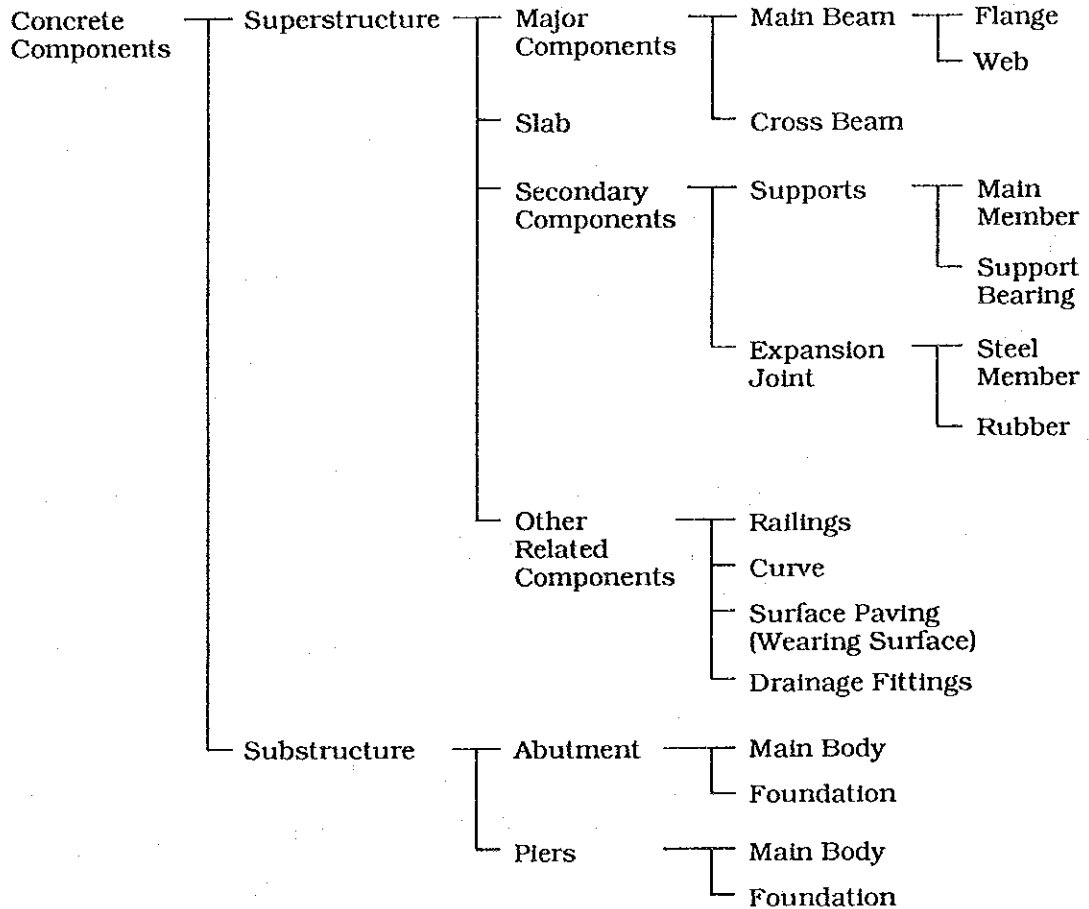 Concrete Components
Superstructure
Major Components
Main Beam
Flange
Web
Cross Beam
Slab
Secondary Components
Supports
Main Member
Support Bearing
Expansion Joint
Steel Member
Rubber
Other Related Components
Railings
Curve
Surface Paving
(Wearing Surface)
Drainage Fittings
Substructure
Abutment
Main Body
Foundation
Piers
Main Body
Foundation